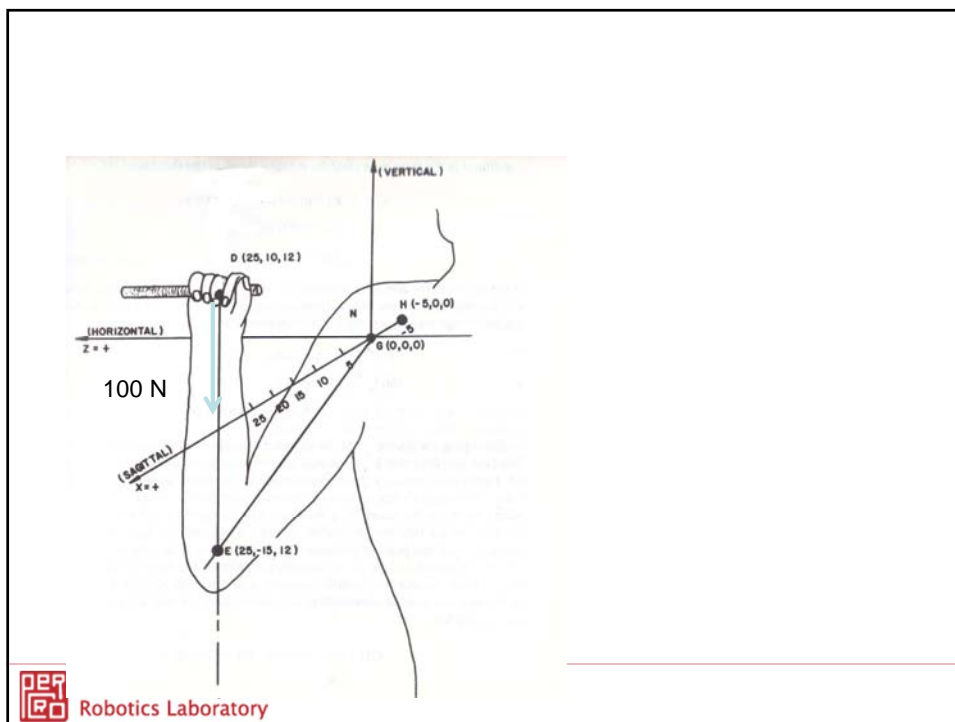 (VERTICAL)
D (25, 10, 12)
H (-5,0,0)
N
-5
(HORIZONTAL)
Z = +
G (0,0,0)
5
10
15
20
25
100 N
(SAGITTAL)
X = +
E (25,-15, 12)
PERCRO
Robotics Laboratory